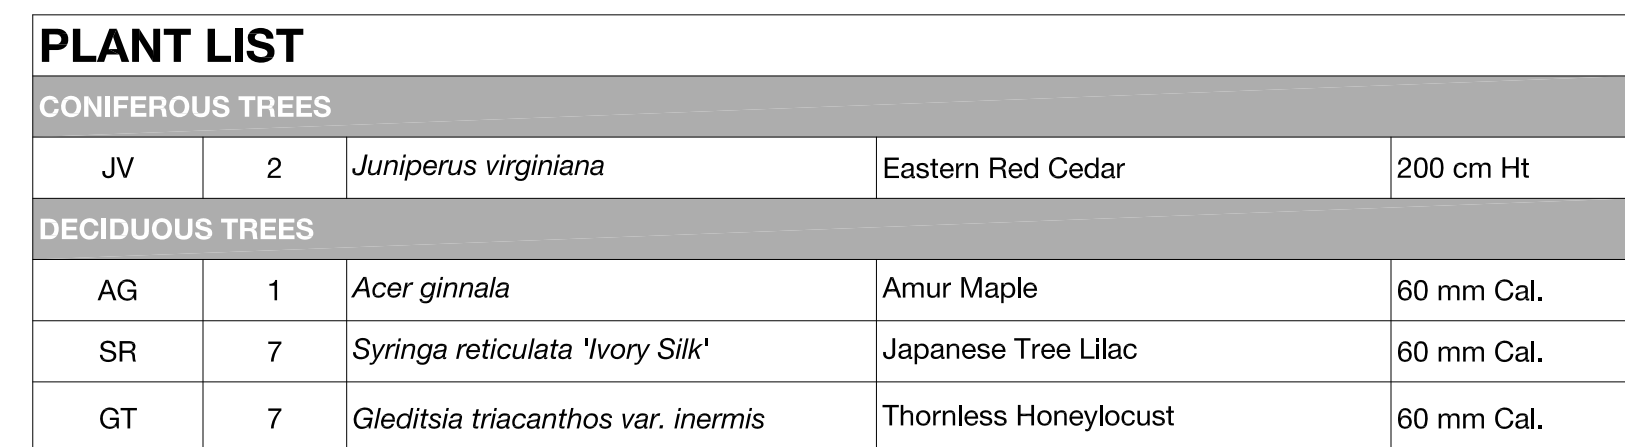 PLANT LIST
CONIFEROUS TREES
JV 2 Juniperus virginiana Eastern Red Cedar 200 cm Ht
DECIDUOUS TREES
AG 1 Acer ginnala Amur Maple 60 mm Cal.
SR 7 Syringa reticulata 'Ivory Silk' Japanese Tree Lilac 60 mm Cal.
GT 7 Gleditsia triacanthos var. inermis Thornless Honeylocust 60 mm Cal.